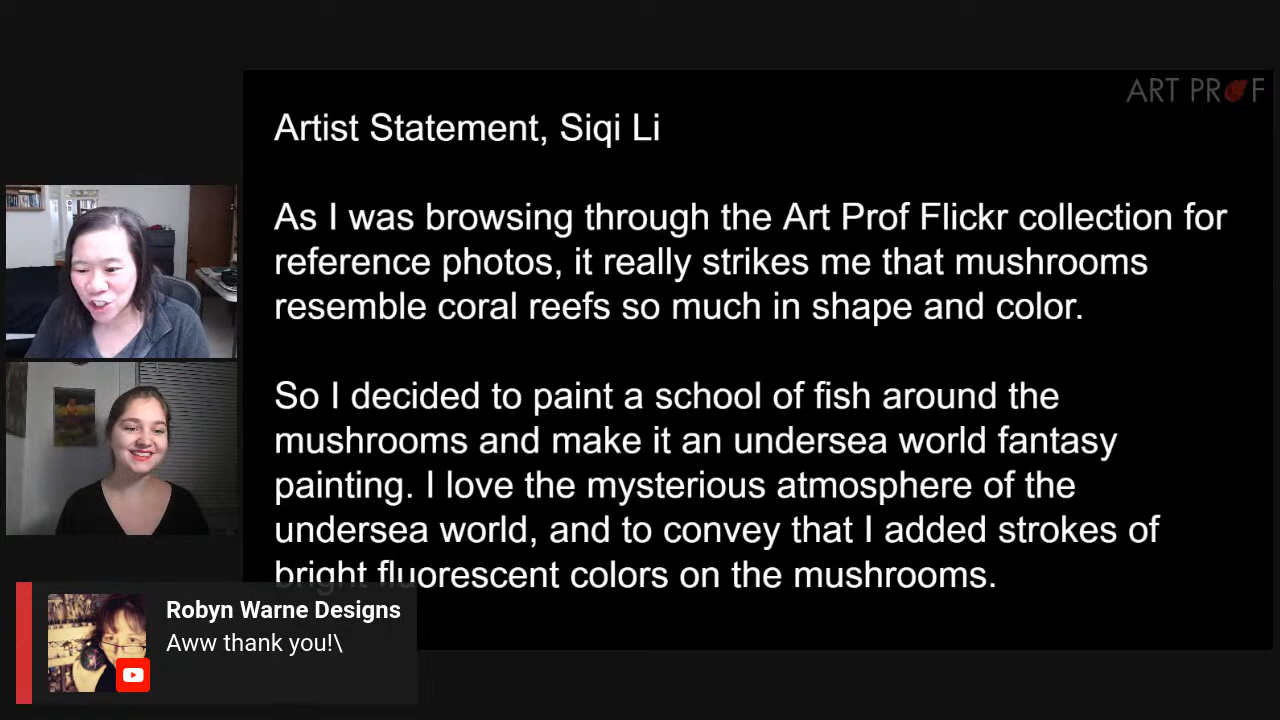 ART PROF
Artist Statement, Siqi Li
As I was browsing through the Art Prof Flickr collection for
reference photos, it really strikes me that mushrooms
resemble coral reefs so much in shape and color.
So I decided to paint a school of fish around the
mushrooms and make it an undersea world fantasy
painting. I love the mysterious atmosphere of the
undersea world, and to convey that I added strokes of
bright fluorescent colors on the mushrooms.
Robyn Warne Designs
Aww thank you!\